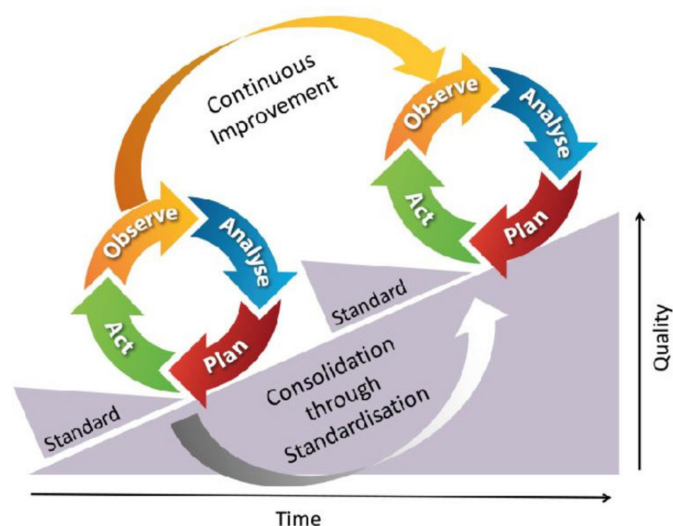 Continuous
Improvement
Observe
Analyse
Plan
Act
Observe
Analyse
Plan
Act
Standard
Standard
Consolidation
through
Standardisation
Quality
Time